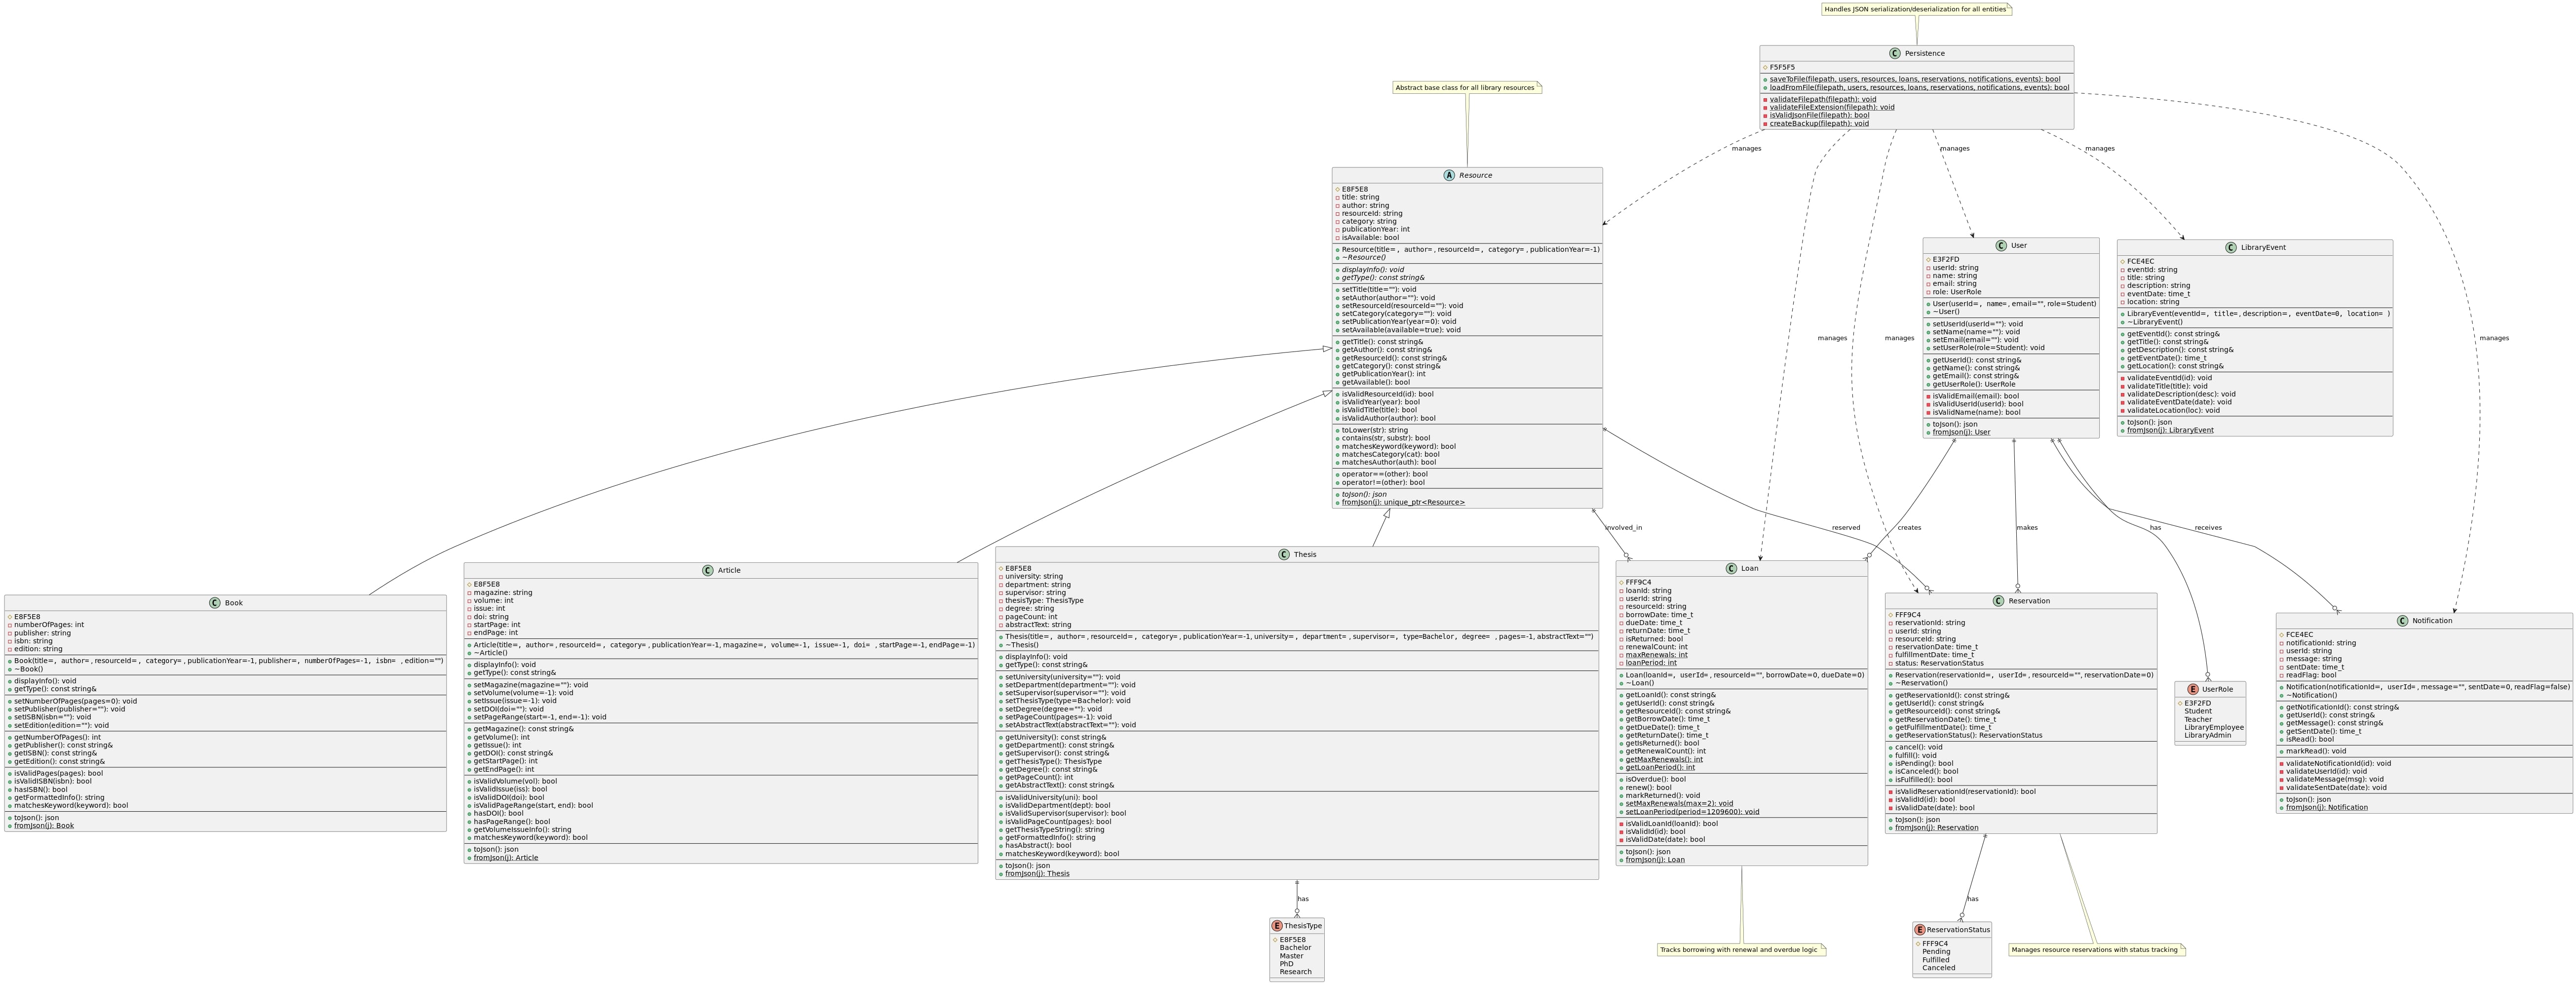 Handles JSON serialization/deserialization for all entities
Persistence
F5F5F5
saveToFile(filepath, users, resources, loans, reservations, notifications, events): bool
loadFromFile(filepath, users, resources, loans, reservations, notifications, events): bool
validateFilepath(filepath): void
validateFileExtension(filepath): void
isValidJsonFile(filepath): bool
createBackup(filepath): void
Abstract base class for all library resources
manages
manages
manages
manages
manages
manages
Resource
E8F5E8
title: string
author: string
resourceId: string
category: string
publicationYear: int
isAvailable: bool
Resource(title=, author=, resourceId=, category=, publicationYear=-1)
~Resource()
displayInfo(): void
getType(): const string&
setTitle(title=""): void
setAuthor(author=""): void
setResourceId(resourceId=""): void
setCategory(category=""): void
setPublicationYear(year=0): void
setAvailable(available=true): void
getTitle(): const string&
getAuthor(): const string&
getResourceId(): const string&
getCategory(): const string&
getPublicationYear(): int
getAvailable(): bool
isValidResourceId(id): bool
isValidYear(year): bool
isValidTitle(title): bool
isValidAuthor(author): bool
toLower(str): string
contains(str, substr): bool
matchesKeyword(keyword): bool
matchesCategory(cat): bool
matchesAuthor(auth): bool
operator==(other): bool
operator!=(other): bool
toJson(): json
fromJson(j): unique_ptr<Resource>
User
E3F2FD
userId: string
name: string
email: string
role: UserRole
User(userId=, name=, email="", role=Student)
~User()
setUserId(userId=""): void
setName(name=""): void
setEmail(email=""): void
setUserRole(role=Student): void
getUserId(): const string&
getName(): const string&
getEmail(): const string&
getUserRole(): UserRole
isValidEmail(email): bool
isValidUserId(userId): bool
isValidName(name): bool
toJson(): json
fromJson(j): User
LibraryEvent
FCE4EC
eventId: string
title: string
description: string
eventDate: time_t
location: string
LibraryEvent(eventId=, title=, description=, eventDate=0, location= )
~LibraryEvent()
getEventId(): const string&
getTitle(): const string&
getDescription(): const string&
getEventDate(): time_t
getLocation(): const string&
validateEventId(id): void
validateTitle(title): void
validateDescription(desc): void
validateEventDate(date): void
validateLocation(loc): void
toJson(): json
fromJson(j): LibraryEvent
involved_in
reserved
creates
makes
has
receives
Book
E8F5E8
numberOfPages: int
publisher: string
isbn: string
edition: string
Book(title=, author=, resourceId=, category=, publicationYear=-1, publisher=, numberOfPages=-1, isbn= , edition="")
~Book()
displayInfo(): void
getType(): const string&
setNumberOfPages(pages=0): void
setPublisher(publisher=""): void
setISBN(isbn=""): void
setEdition(edition=""): void
getNumberOfPages(): int
getPublisher(): const string&
getISBN(): const string&
getEdition(): const string&
isValidPages(pages): bool
isValidISBN(isbn): bool
hasISBN(): bool
getFormattedInfo(): string
matchesKeyword(keyword): bool
toJson(): json
fromJson(j): Book
Article
E8F5E8
magazine: string
volume: int
issue: int
doi: string
startPage: int
endPage: int
Article(title=, author=, resourceId=, category=, publicationYear=-1, magazine=, volume=-1, issue=-1, doi= , startPage=-1, endPage=-1)
~Article()
displayInfo(): void
getType(): const string&
setMagazine(magazine=""): void
setVolume(volume=-1): void
setIssue(issue=-1): void
setDOI(doi=""): void
setPageRange(start=-1, end=-1): void
getMagazine(): const string&
getVolume(): int
getIssue(): int
getDOI(): const string&
getStartPage(): int
getEndPage(): int
isValidVolume(vol): bool
isValidIssue(iss): bool
isValidDOI(doi): bool
isValidPageRange(start, end): bool
hasDOI(): bool
hasPageRange(): bool
getVolumeIssueInfo(): string
matchesKeyword(keyword): bool
toJson(): json
fromJson(j): Article
Thesis
E8F5E8
university: string
department: string
supervisor: string
thesisType: ThesisType
degree: string
pageCount: int
abstractText: string
Thesis(title=, author=, resourceId=, category=, publicationYear=-1, university=, department=, supervisor=, type=Bachelor, degree= , pages=-1, abstractText="")
~Thesis()
displayInfo(): void
getType(): const string&
setUniversity(university=""): void
setDepartment(department=""): void
setSupervisor(supervisor=""): void
setThesisType(type=Bachelor): void
setDegree(degree=""): void
setPageCount(pages=-1): void
setAbstractText(abstractText=""): void
getUniversity(): const string&
getDepartment(): const string&
getSupervisor(): const string&
getThesisType(): ThesisType
getDegree(): const string&
getPageCount(): int
getAbstractText(): const string&
isValidUniversity(uni): bool
isValidDepartment(dept): bool
isValidSupervisor(supervisor): bool
isValidPageCount(pages): bool
getThesisTypeString(): string
getFormattedInfo(): string
hasAbstract(): bool
matchesKeyword(keyword): bool
toJson(): json
fromJson(j): Thesis
Loan
FFF9C4
loanId: string
userId: string
resourceId: string
borrowDate: time_t
dueDate: time_t
returnDate: time_t
isReturned: bool
renewalCount: int
maxRenewals: int
loanPeriod: int
Loan(loanId=, userId=, resourceId="", borrowDate=0, dueDate=0)
~Loan()
getLoanId(): const string&
getUserId(): const string&
getResourceId(): const string&
getBorrowDate(): time_t
getDueDate(): time_t
getReturnDate(): time_t
getIsReturned(): bool
getRenewalCount(): int
getMaxRenewals(): int
getLoanPeriod(): int
isOverdue(): bool
renew(): bool
markReturned(): void
setMaxRenewals(max=2): void
setLoanPeriod(period=1209600): void
isValidLoanId(loanId): bool
isValidId(id): bool
isValidDate(date): bool
toJson(): json
fromJson(j): Loan
Reservation
FFF9C4
reservationId: string
userId: string
resourceId: string
reservationDate: time_t
fulfillmentDate: time_t
status: ReservationStatus
Reservation(reservationId=, userId=, resourceId="", reservationDate=0)
~Reservation()
getReservationId(): const string&
getUserId(): const string&
getResourceId(): const string&
getReservationDate(): time_t
getFulfillmentDate(): time_t
getReservationStatus(): ReservationStatus
cancel(): void
fulfill(): void
isPending(): bool
isCanceled(): bool
isFulfilled(): bool
isValidReservationId(reservationId): bool
isValidId(id): bool
isValidDate(date): bool
toJson(): json
fromJson(j): Reservation
UserRole
E3F2FD
Student
Teacher
LibraryEmployee
LibraryAdmin
Notification
FCE4EC
notificationId: string
userId: string
message: string
sentDate: time_t
readFlag: bool
Notification(notificationId=, userId=, message="", sentDate=0, readFlag=false)
~Notification()
getNotificationId(): const string&
getUserId(): const string&
getMessage(): const string&
getSentDate(): time_t
isRead(): bool
markRead(): void
validateNotificationId(id): void
validateUserId(id): void
validateMessage(msg): void
validateSentDate(date): void
toJson(): json
fromJson(j): Notification
has
has
ThesisType
E8F5E8
Bachelor
Master
PhD
Research
Tracks borrowing with renewal and overdue logic
ReservationStatus
FFF9C4
Pending
Fulfilled
Canceled
Manages resource reservations with status tracking